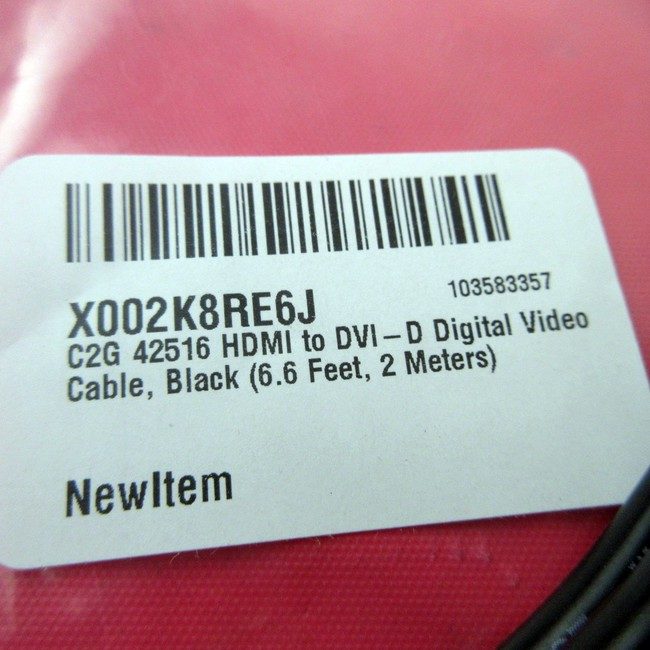 X002K8RE6J
103583357
C2G 42516 HDMI to DVI–D Digital Video
Cable, Black (6.6 Feet, 2 Meters)
NewItem